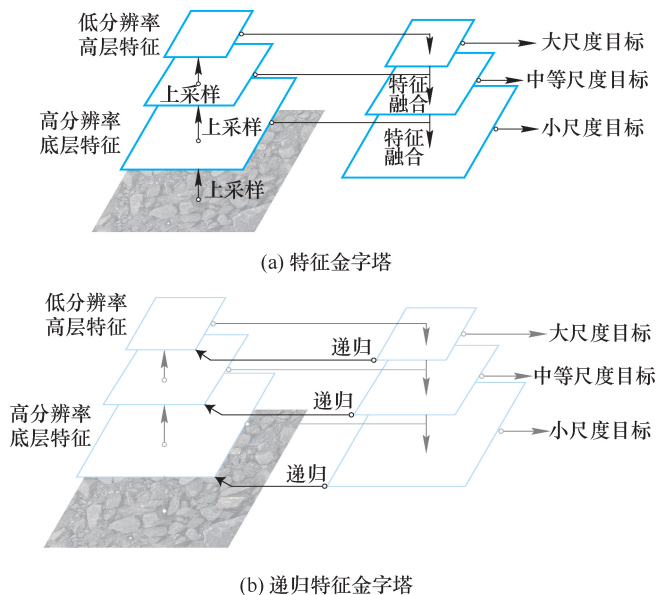 低分辨率
高层特征
大尺度目标
上采样
特征
融合
中等尺度目标
高分辨率
底层特征
上采样
特征
融合
小尺度目标
上采样
(a) 特征金字塔
低分辨率
高层特征
递归
大尺度目标
递归
中等尺度目标
高分辨率
底层特征
小尺度目标
递归
(b) 递归特征金字塔